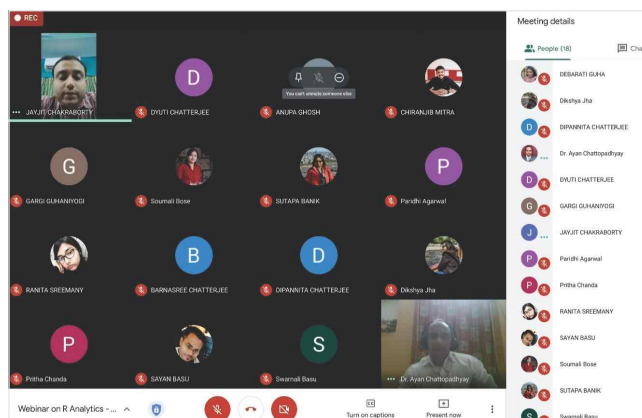 REC
JAYJIT CHAKRABORTY
D
DYUTI CHATTERJEE
You can't unmute someone else
ANUPA GHOSH
CHIRANJIB MITRA
G
GARGI GUHANIYOGI
Soumali Bose
SUTAPA BANIK
P
Paridhi Agarwal
RANITA SREEMANY
B
BARNASREE CHATTERJEE
D
DIPANNITA CHATTERJEE
Dikshya Jha
P
Pritha Chanda
SAYAN BASU
S
Swarnali Basu
Dr. Ayan Chattopadhyay
Webinar on R Analytics - ...
Turn on captions
Present now
Meeting details
People (18)
Cha
DEBARATI GUHA
Dikshya Jha
D
DIPANNITA CHATTERJEE
Dr. Ayan Chattopadhyay
D
DYUTI CHATTERJEE
G
GARGI GUHANIYOGI
J
JAYJIT CHAKRABORTY
P
Paridhi Agarwal
P
Pritha Chanda
RANITA SREEMANY
SAYAN BASU
Soumali Bose
SUTAPA BANIK
S
Swarnali Basu